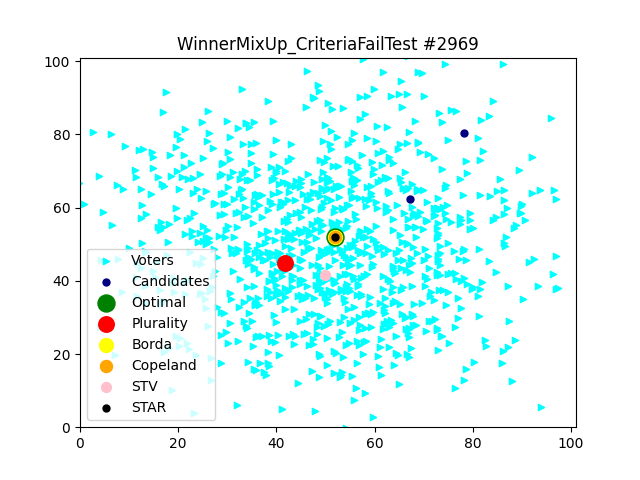 WinnerMixUp_CriteriaFailTest #2969
100
80
60
40
20
0
Voters
Candidates
Optimal
Plurality
Borda
Copeland
STV
STAR
0 20 40 60 80 100